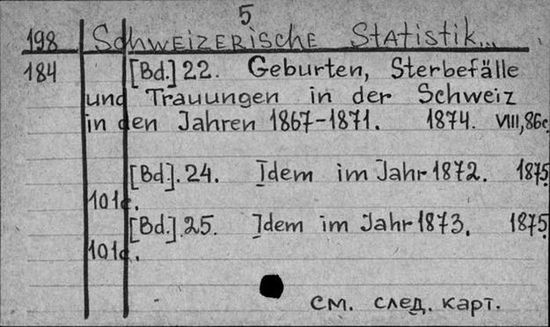 5
198 Schweizerische Statistik...
184 [Bd.] 22. Geburten, Sterbefälle
und Trauungen in der Schweiz
in den Jahren 1867-1871. 1874. VIII, 86c.
[Bd.] 24. Idem im Jahr 1872. 1875
101c.
[Bd.] 25. Idem im Jahr 1873. 1875.
101c.
см. след. карт.